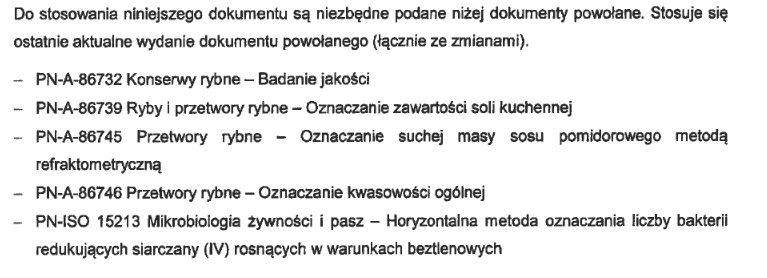 Do stosowania niniejszego dokumentu są niezbędne podane niżej dokumenty powołane. Stosuje się
ostatnie aktualne wydanie dokumentu powołanego (łącznie ze zmianami).
– PN-A-86732 Konserwy rybne – Badanie jakości
– PN-A-86739 Ryby i przetwory rybne – Oznaczanie zawartości soli kuchennej
– PN-A-86745 Przetwory rybne – Oznaczanie suchej masy sosu pomidorowego metodą
refraktometryczną
– PN-A-86746 Przetwory rybne – Oznaczanie kwasowości ogólnej
– PN-ISO 15213 Mikrobiologia żywności i pasz – Horyzontalna metoda oznaczania liczby bakterii
redukujących siarczany (IV) rosnących w warunkach beztlenowych